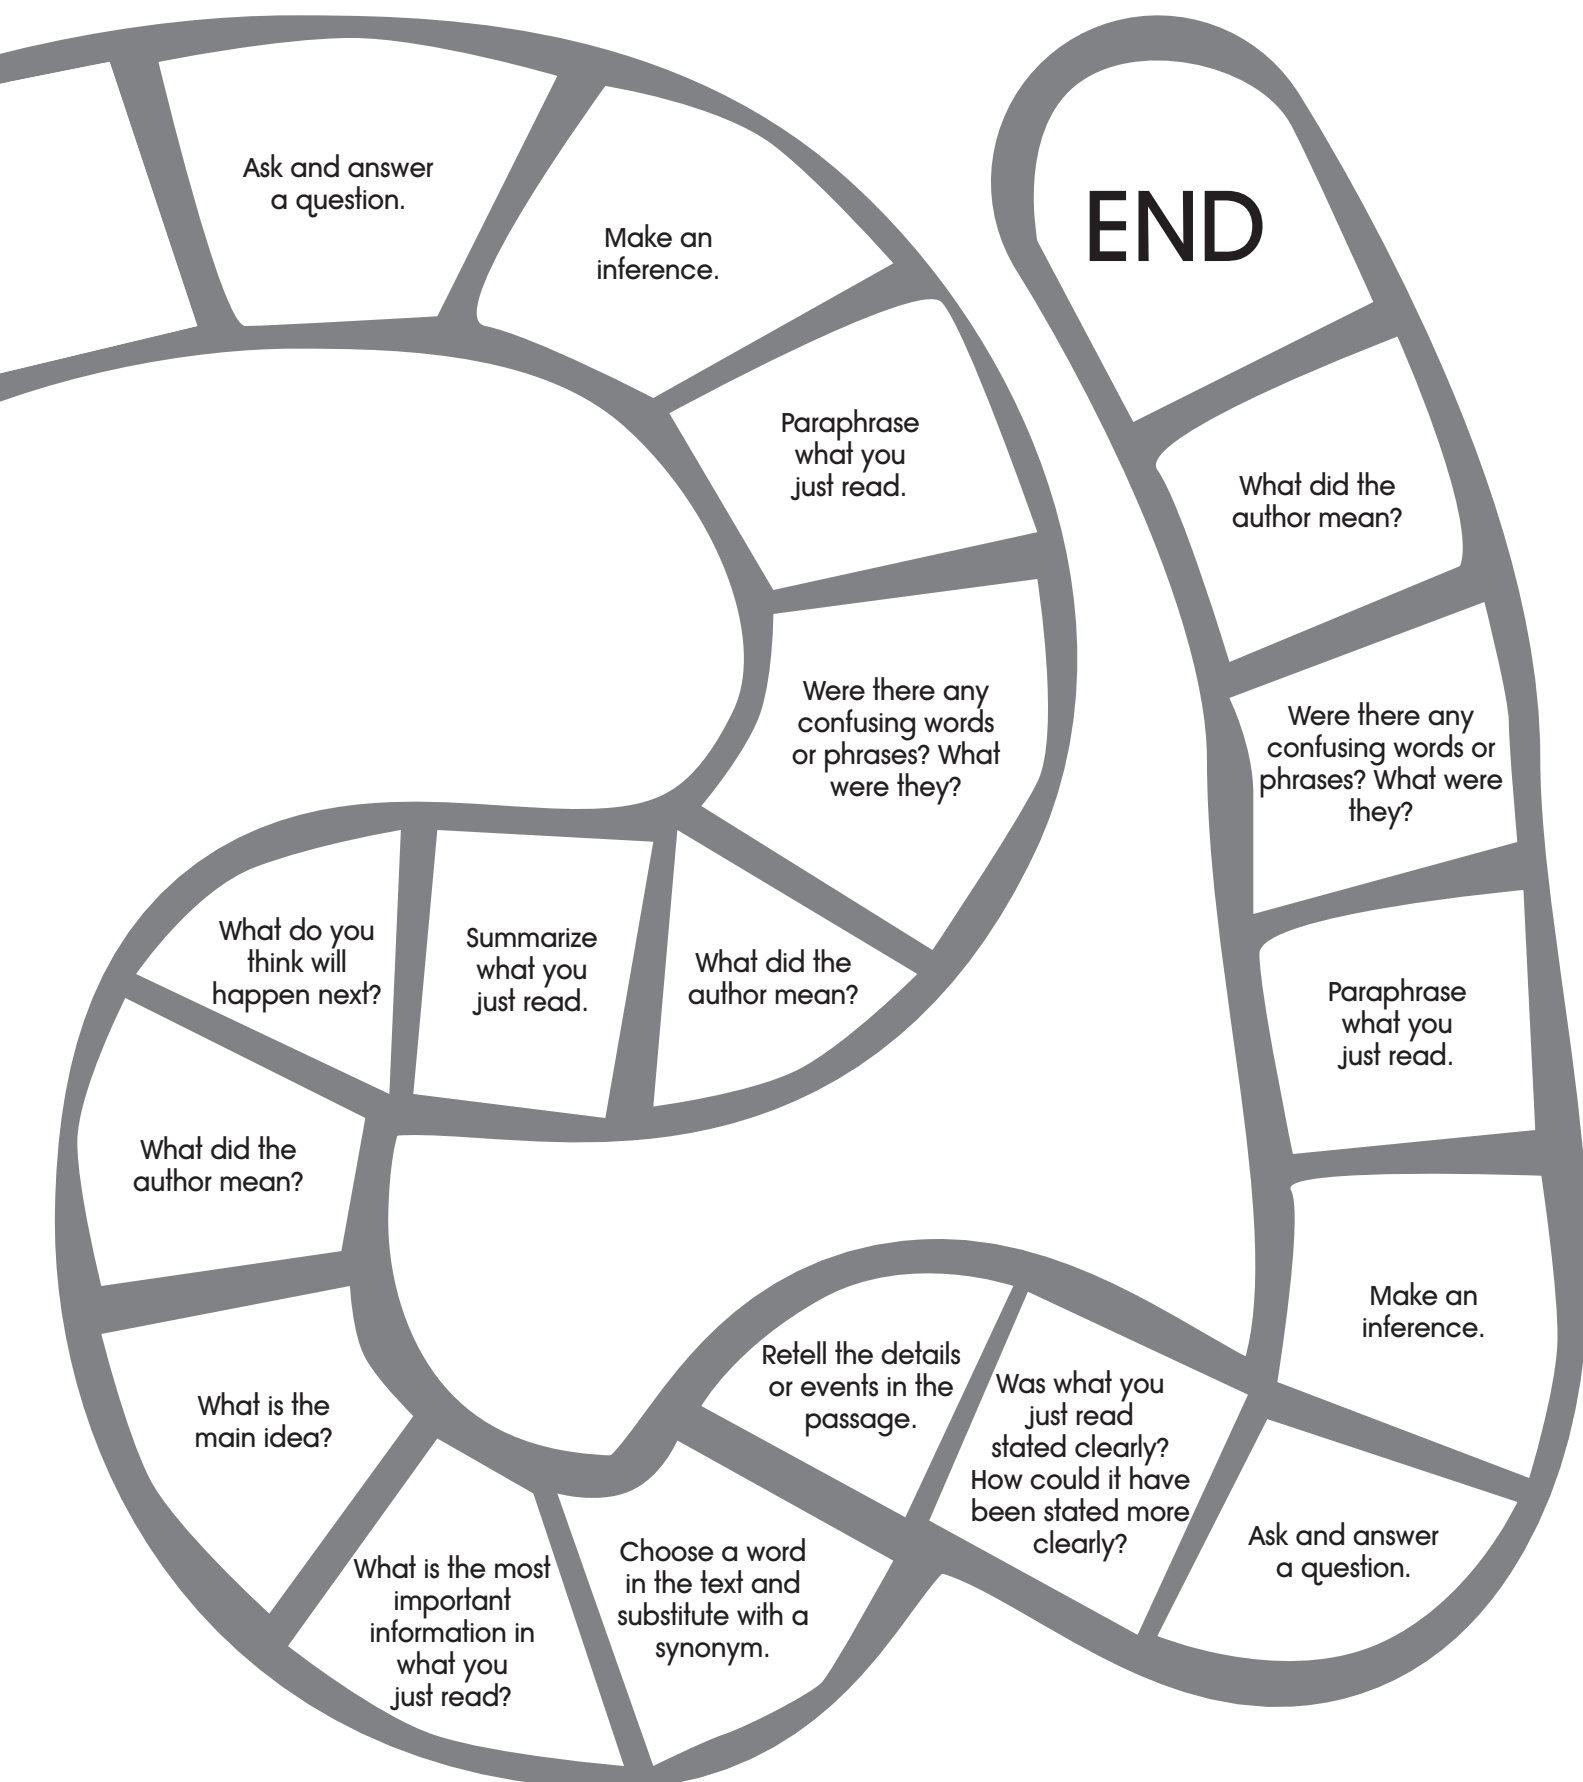 Ask and answer
a question.
Make an
inference.
Paraphrase
what you
just read.
Were there any
confusing words
or phrases? What
were they?
What did the
author mean?
Summarize
what you
just read.
What do you
think will
happen next?
What did the
author mean?
What is the
main idea?
What is the most
important
information in
what you
just read?
Choose a word
in the text and
substitute with a
synonym.
Retell the details
or events in the
passage.
Was what you
just read
stated clearly?
How could it have
been stated more
clearly?
Ask and answer
a question.
Make an
inference.
Paraphrase
what you
just read.
Were there any
confusing words or
phrases? What were
they?
What did the
author mean?
END